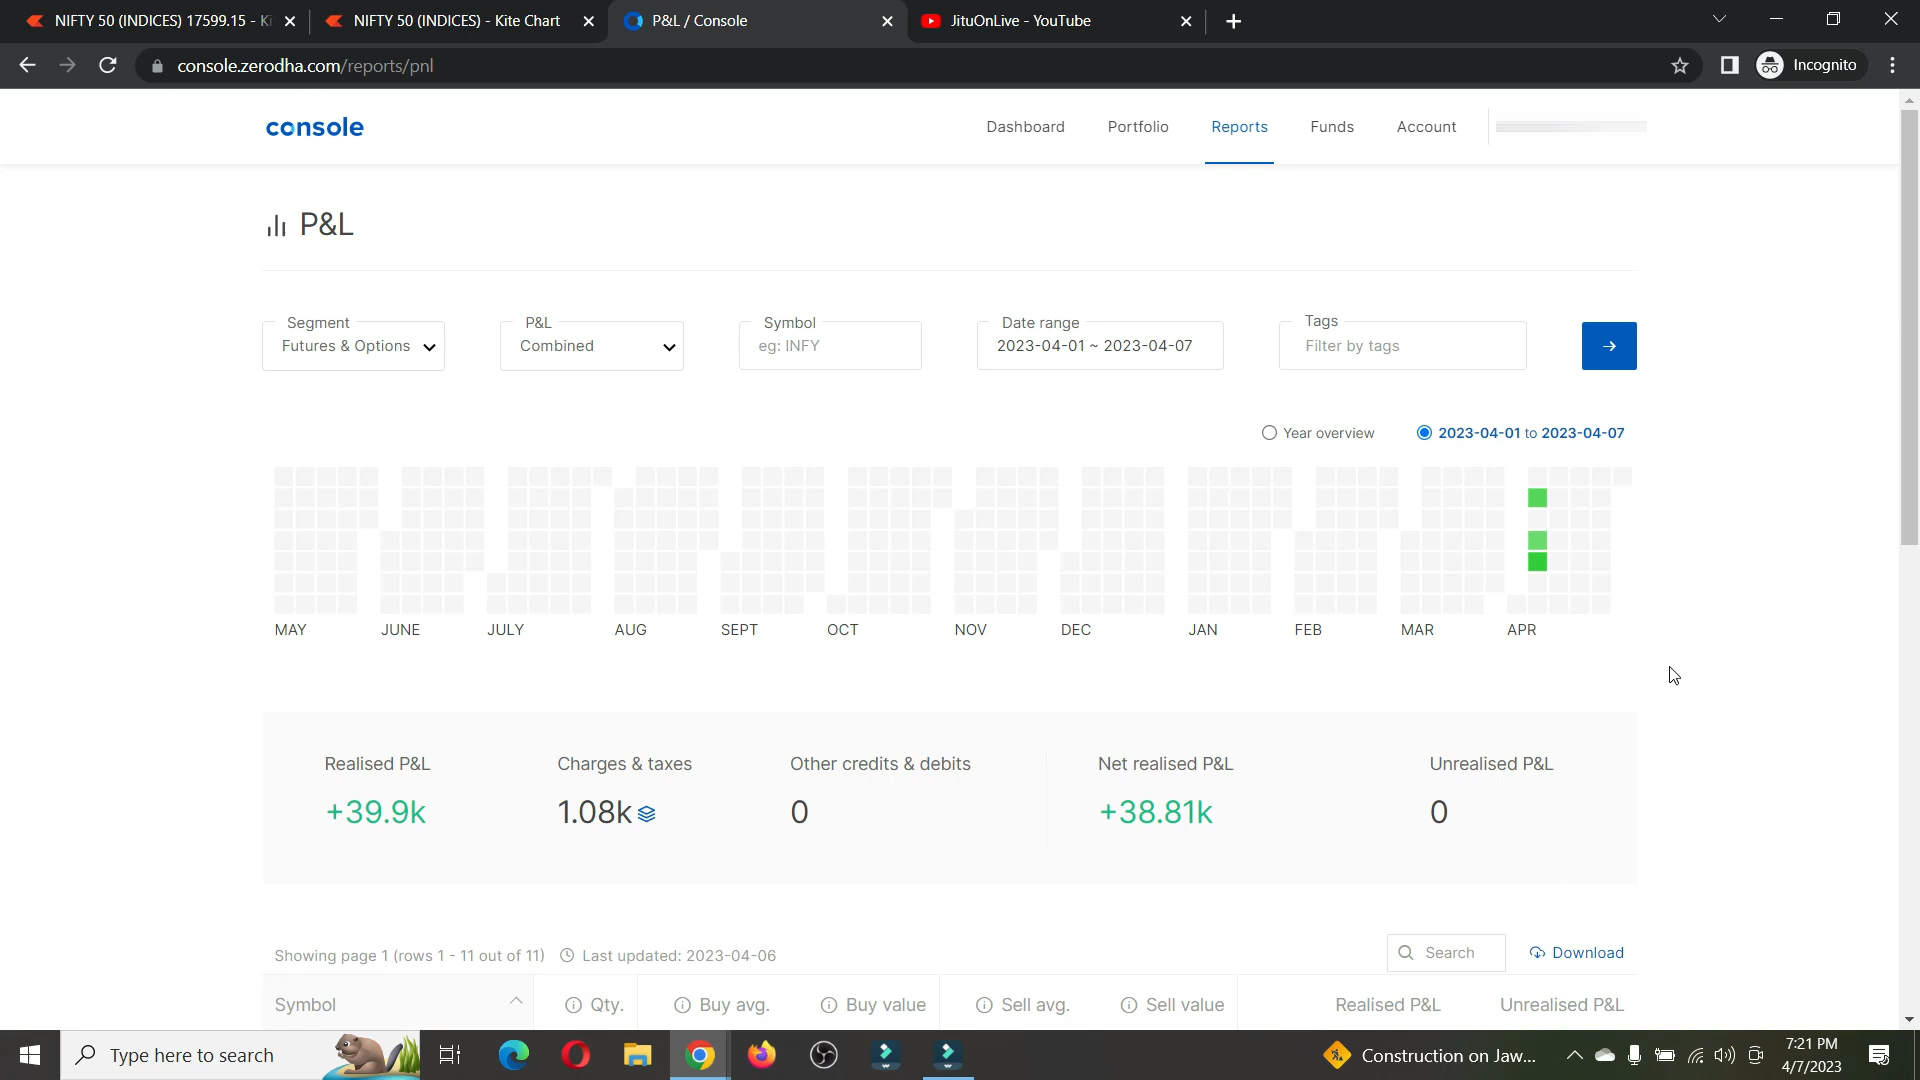 NIFTY 50 (INDICES) 17599.15 - Ki
NIFTY 50 (INDICES) - Kite Chart
P&L / Console
JituOnLive - YouTube
console.zerodha.com/reports/pnl
Incognito
console
Dashboard
Portfolio
Reports
Funds
Account
P&L
Segment
Futures & Options
P&L
Combined
Symbol
eg: INFY
Date range
2023-04-01 ~ 2023-04-07
Tags
Filter by tags
Year overview
2023-04-01 to 2023-04-07
MAY JUNE JULY AUG SEPT OCT NOV DEC JAN FEB MAR APR
Realised P&L
+39.9k
Charges & taxes
1.08k
Other credits & debits
0
Net realised P&L
+38.81k
Unrealised P&L
0
Showing page 1 (rows 1 - 11 out of 11) Last updated: 2023-04-06
Search
Download
Symbol Qty. Buy avg. Buy value Sell avg. Sell value Realised P&L Unrealised P&L
Type here to search
Construction on Jaw...
7:21 PM
4/7/2023